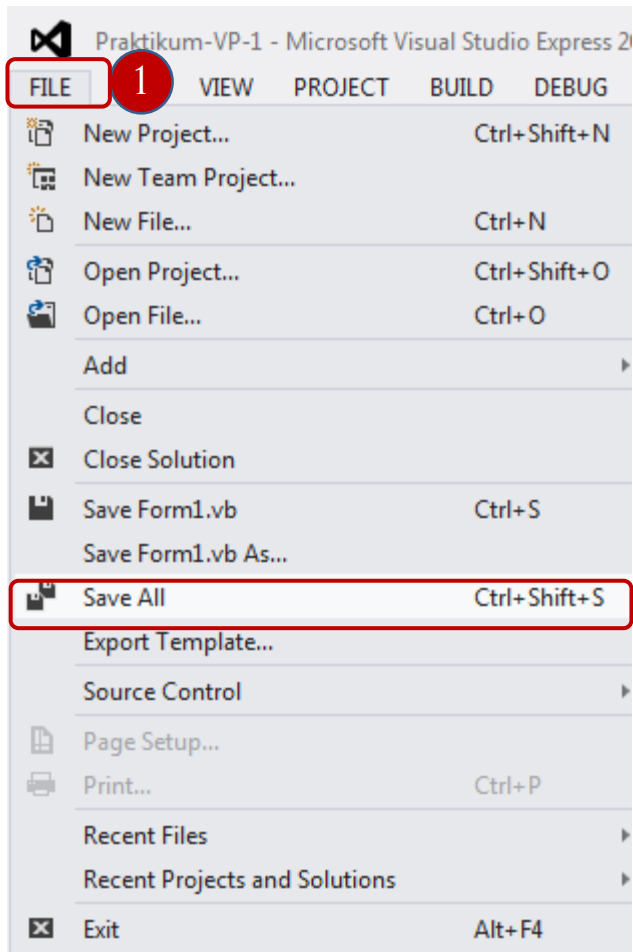 Praktikum-VP-1 - Microsoft Visual Studio Express 2
FILE 1 VIEW PROJECT BUILD DEBUG
New Project... Ctrl+Shift+N
New Team Project...
New File... Ctrl+N
Open Project... Ctrl+Shift+O
Open File... Ctrl+O
Add
Close
Close Solution
Save Form1.vb Ctrl+S
Save Form1.vb As...
Save All Ctrl+Shift+S
Export Template...
Source Control
Page Setup...
Print... Ctrl+P
Recent Files
Recent Projects and Solutions
Exit Alt+F4